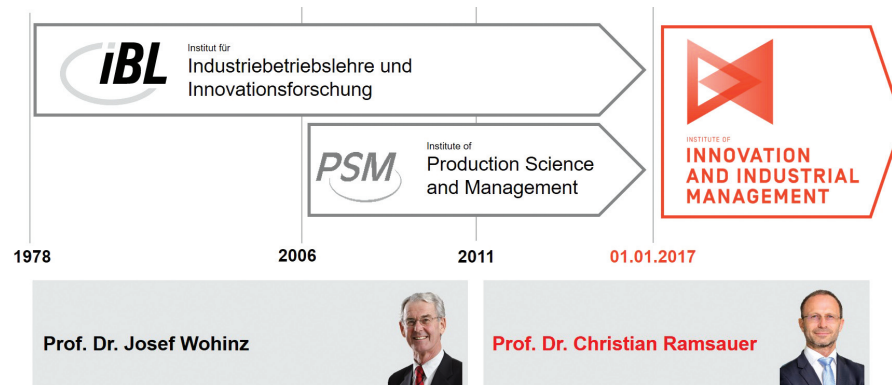 iBL
Institut für
Industriebetriebslehre und
Innovationsforschung
PSM
Institute of
Production Science
and Management
INSTITUTE OF
INNOVATION
AND INDUSTRIAL
MANAGEMENT
1978
2006
2011
01.01.2017
Prof. Dr. Josef Wohinz
Prof. Dr. Christian Ramsauer